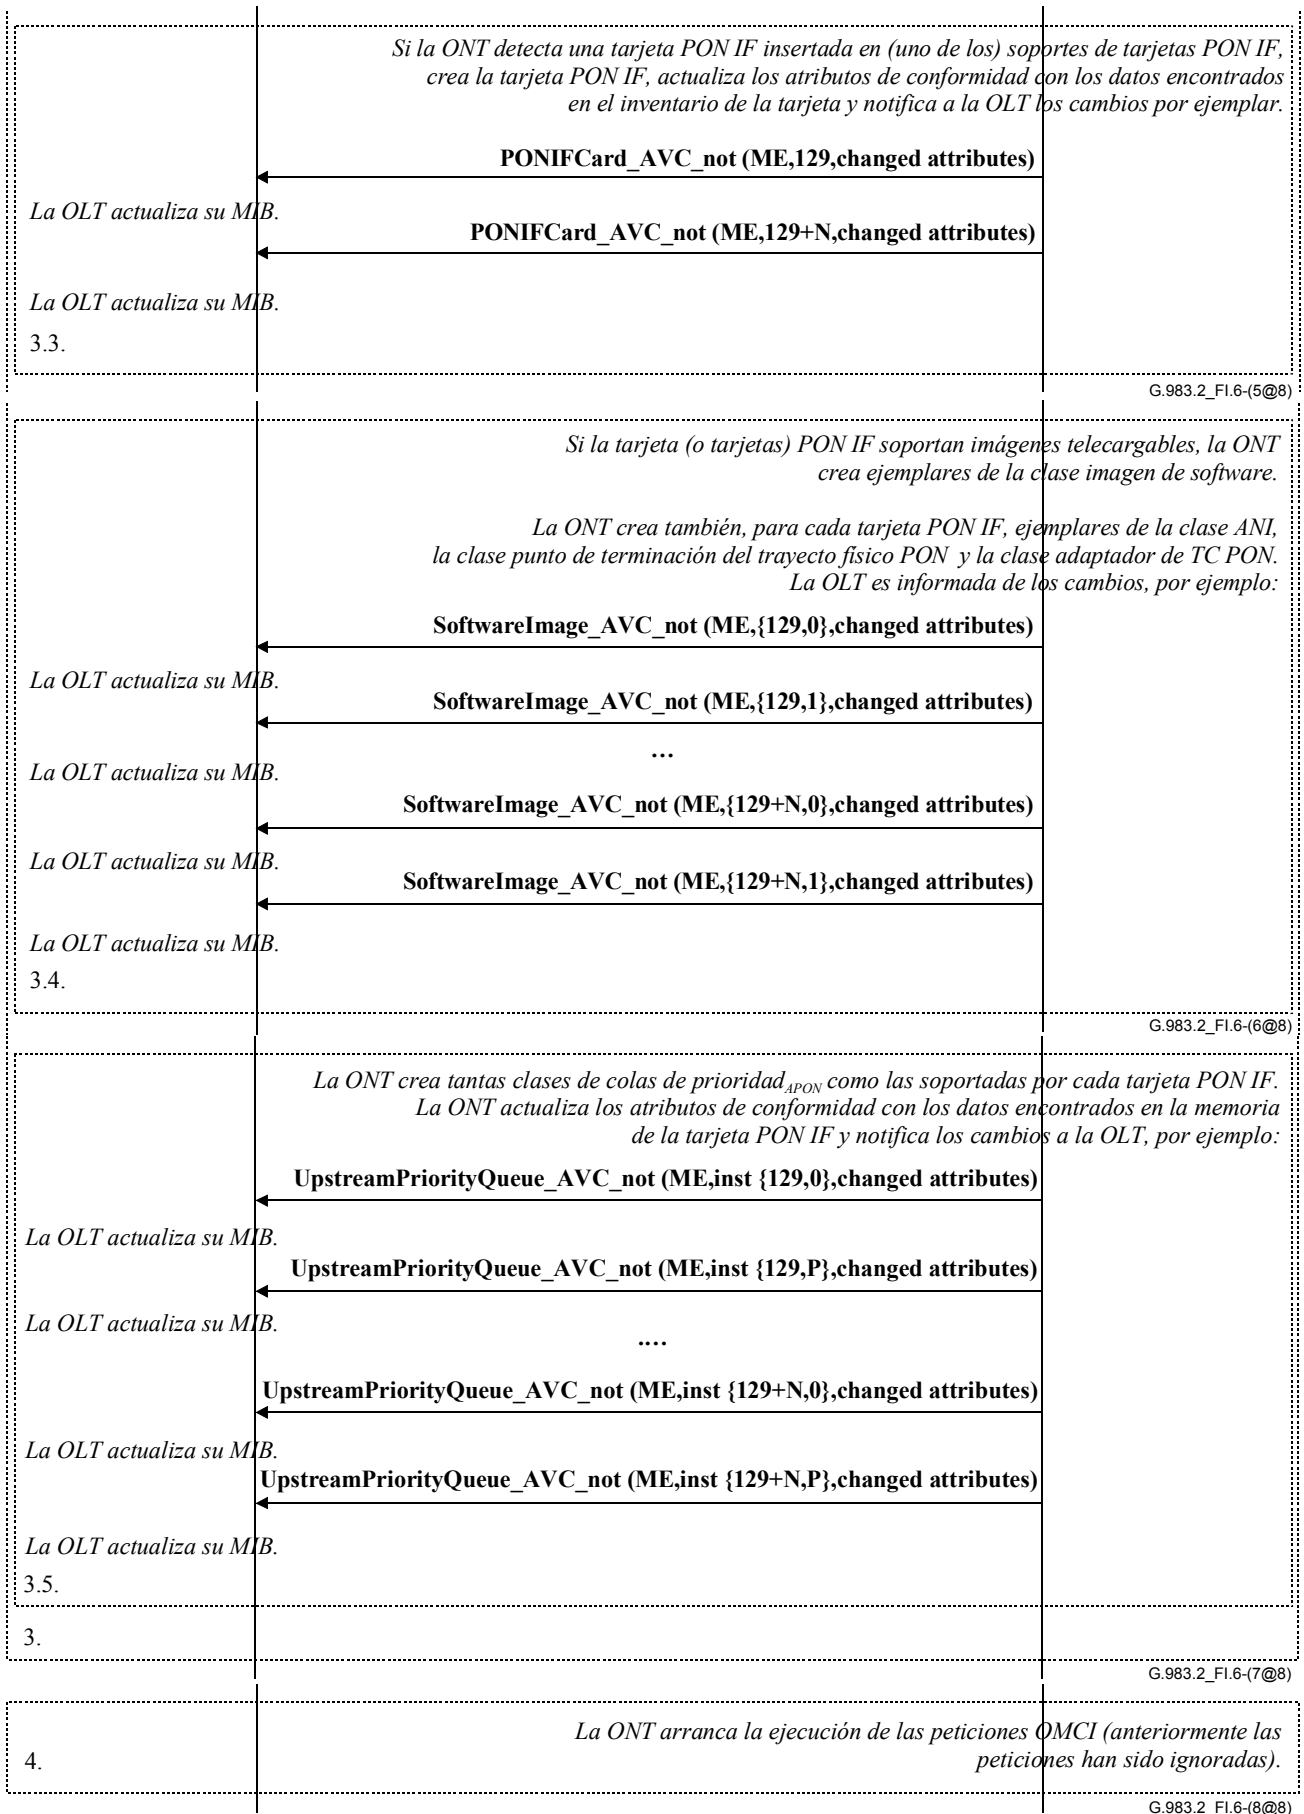 Si la ONT detecta una tarjeta PON IF insertada en (uno de los) soportes de tarjetas PON IF,
crea la tarjeta PON IF, actualiza los atributos de conformidad con los datos encontrados
en el inventario de la tarjeta y notifica a la OLT los cambios por ejemplar.
PONIFCard_AVC_not (ME,129,changed attributes)
La OLT actualiza su MIB.
PONIFCard_AVC_not (ME,129+N,changed attributes)
La OLT actualiza su MIB.
3.3.
G.983.2_FI.6-(5@8)
Si la tarjeta (o tarjetas) PON IF soportan imágenes telecargables, la ONT
crea ejemplares de la clase imagen de software.
La ONT crea también, para cada tarjeta PON IF, ejemplares de la clase ANI,
la clase punto de terminación del trayecto físico PON y la clase adaptador de TC PON.
La OLT es informada de los cambios, por ejemplo:
SoftwareImage_AVC_not (ME,{129,0},changed attributes)
La OLT actualiza su MIB.
SoftwareImage_AVC_not (ME,{129,1},changed attributes)
...
La OLT actualiza su MIB.
SoftwareImage_AVC_not (ME,{129+N,0},changed attributes)
La OLT actualiza su MIB.
SoftwareImage_AVC_not (ME,{129+N,1},changed attributes)
La OLT actualiza su MIB.
3.4.
G.983.2_FI.6-(6@8)
La ONT crea tantas clases de colas de prioridad APON como las soportadas por cada tarjeta PON IF.
La ONT actualiza los atributos de conformidad con los datos encontrados en la memoria
de la tarjeta PON IF y notifica los cambios a la OLT, por ejemplo:
UpstreamPriorityQueue_AVC_not (ME,inst {129,0},changed attributes)
La OLT actualiza su MIB.
UpstreamPriorityQueue_AVC_not (ME,inst {129,P},changed attributes)
La OLT actualiza su MIB.
....
UpstreamPriorityQueue_AVC_not (ME,inst {129+N,0},changed attributes)
La OLT actualiza su MIB.
UpstreamPriorityQueue_AVC_not (ME,inst {129+N,P},changed attributes)
La OLT actualiza su MIB.
3.5.
3.
G.983.2_FI.6-(7@8)
La ONT arranca la ejecución de las peticiones OMCI (anteriormente las
peticiones han sido ignoradas).
4.
G.983.2_FI.6-(8@8)